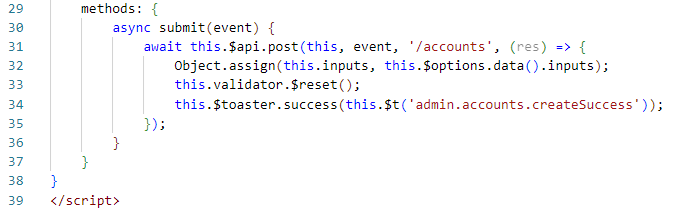 29 methods: {
30 async submit(event) {
31 await this.$api.post(this, event, '/accounts', (res) => {
32 Object.assign(this.inputs, this.$options.data().inputs);
33 this.validator.$reset();
34 this.$toaster.success(this.$t('admin.accounts.createSuccess'));
35 });
36 }
37 }
38 }
39 </script>